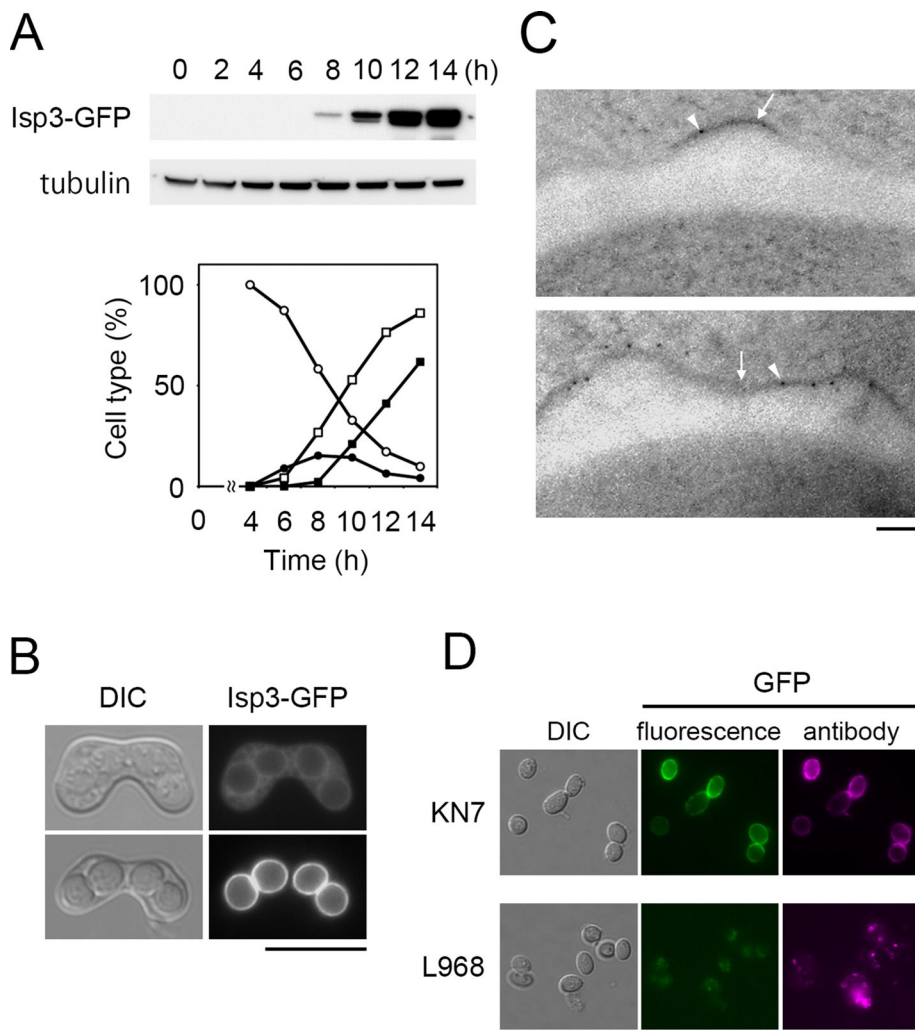 A
0 2 4 6 8 10 12 14 (h)
Isp3-GFP
tubulin
100
50
0
Cell type (%)
0 4 6 8 10 12 14
Time (h)
B
DIC Isp3-GFP
C
D
GFP
DIC fluorescence antibody
KN7
L968